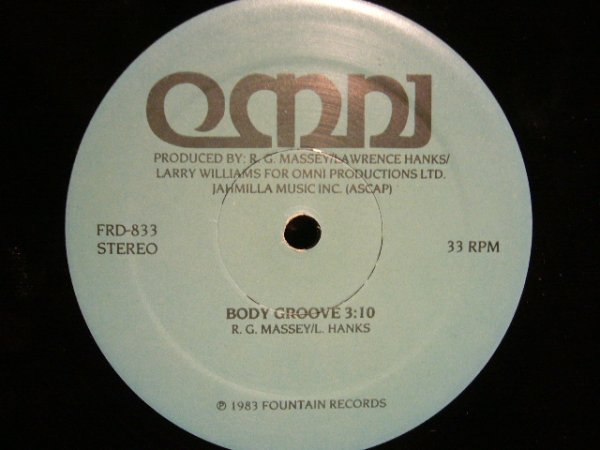 OMNI
PRODUCED BY: R. G. MASSEY/LAWRENCE HANKS/
LARRY WILLIAMS FOR OMNI PRODUCTIONS LTD.
JAHMILLA MUSIC INC. (ASCAP)
FRD-833
STEREO
33 RPM
BODY GROOVE 3:10
R. G. MASSEY/L. HANKS
℗ 1983 FOUNTAIN RECORDS